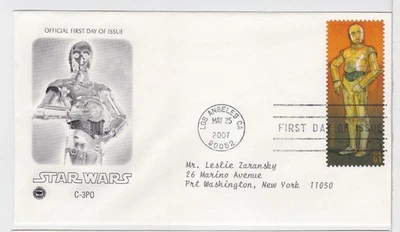 OFFICIAL FIRST DAY OF ISSUE
STAR WARS
C-3PO
LOS ANGELES CA
MAY 25
2007
90052
FIRST DAY OF ISSUE
Mr. Leslie Zaransky
26 Marino Avenue
Prt Washington, New York 11050